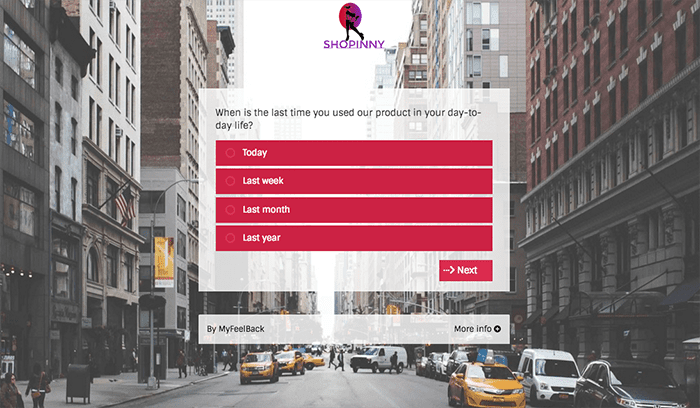 SHOPINNY
When is the last time you used our product in your day-to-
day life?
Today
Last week
Last month
Last year
Next
By MyFeelBack
More info